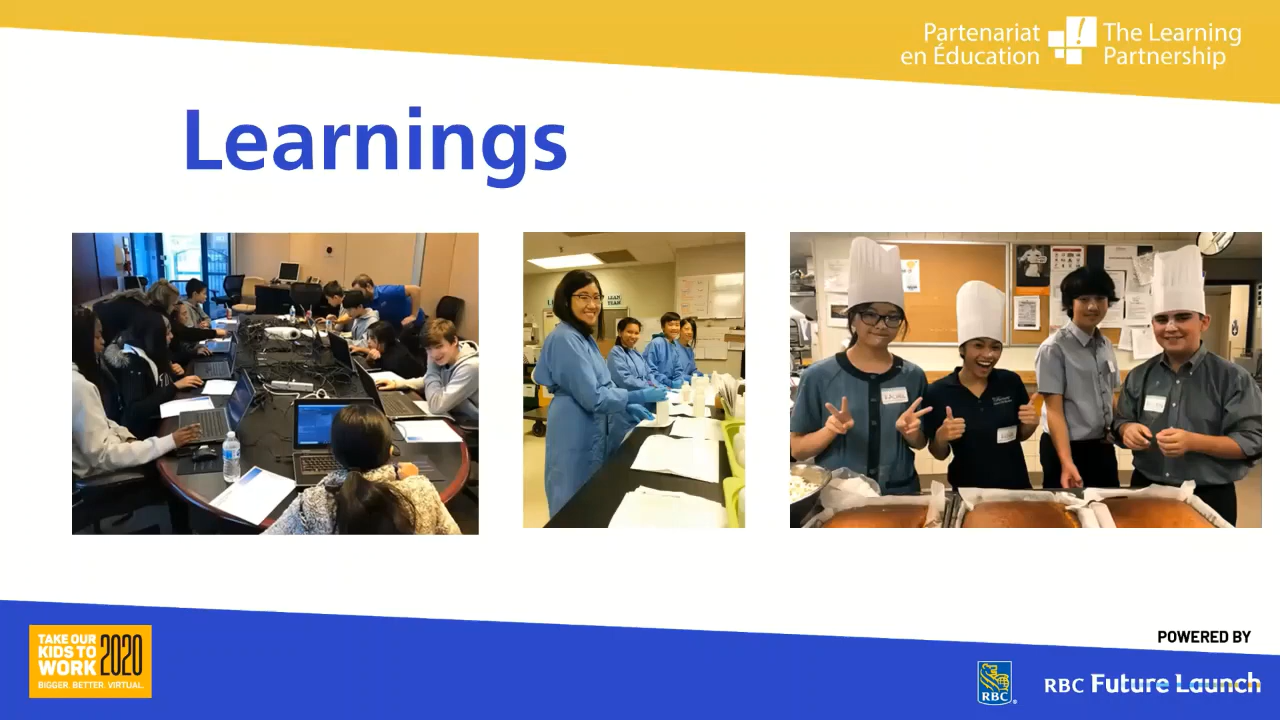 Partenariat
en Éducation
The Learning
Partnership
Learnings
TAKE OUR
KIDS TO
WORK 2020
BIGGER. BETTER. VIRTUAL.
POWERED BY
RBC
RBC Future Launch